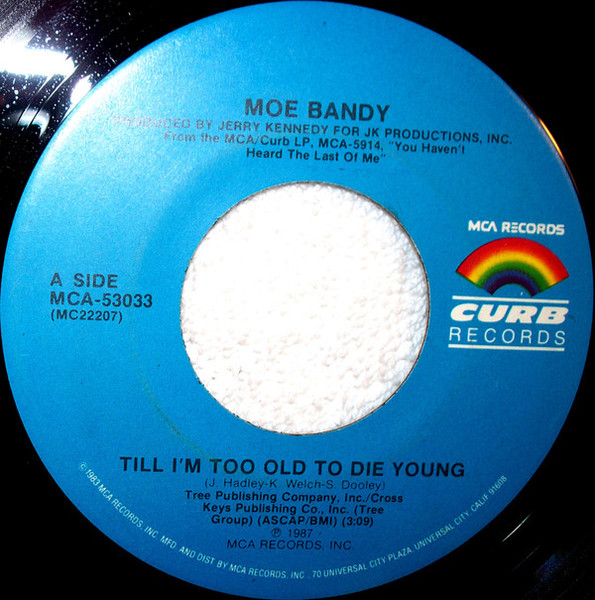 MOE BANDY
PRODUCED BY JERRY KENNEDY FOR JK PRODUCTIONS, INC.
From the MCA/Curb LP, MCA-5914, "You Haven't
Heard The Last Of Me"
MCA RECORDS
CURB
RECORDS
A SIDE
MCA-53033
(MC22207)
TILL I'M TOO OLD TO DIE YOUNG
(J. Hadley-K. Welch-S. Dooley)
Tree Publishing Company, Inc./Cross
Keys Publishing Co., Inc. (Tree
Group) (ASCAP/BMI) (3:09)
℗ 1987
MCA RECORDS, INC.
© 1983 MCA RECORDS, INC. MFD. AND DIST BY MCA RECORDS, INC., 70 UNIVERSAL CITY PLAZA, UNIVERSAL CITY, CALIF. 91608